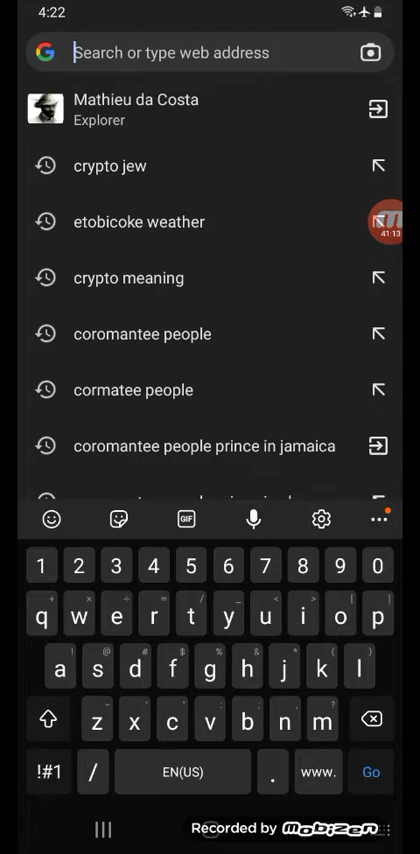 4:22
Search or type web address
Mathieu da Costa
Explorer
crypto jew
etobicoke weather
41:13
crypto meaning
coromantee people
cormatee people
coromantee people prince in jamaica
GIF
1 2 3 4 5 6 7 8 9 0
q w e r t y u i o p
a s d f g h j k l
z x c v b n m
!#1 / EN(US) . www. Go
Recorded by MOBIZEN